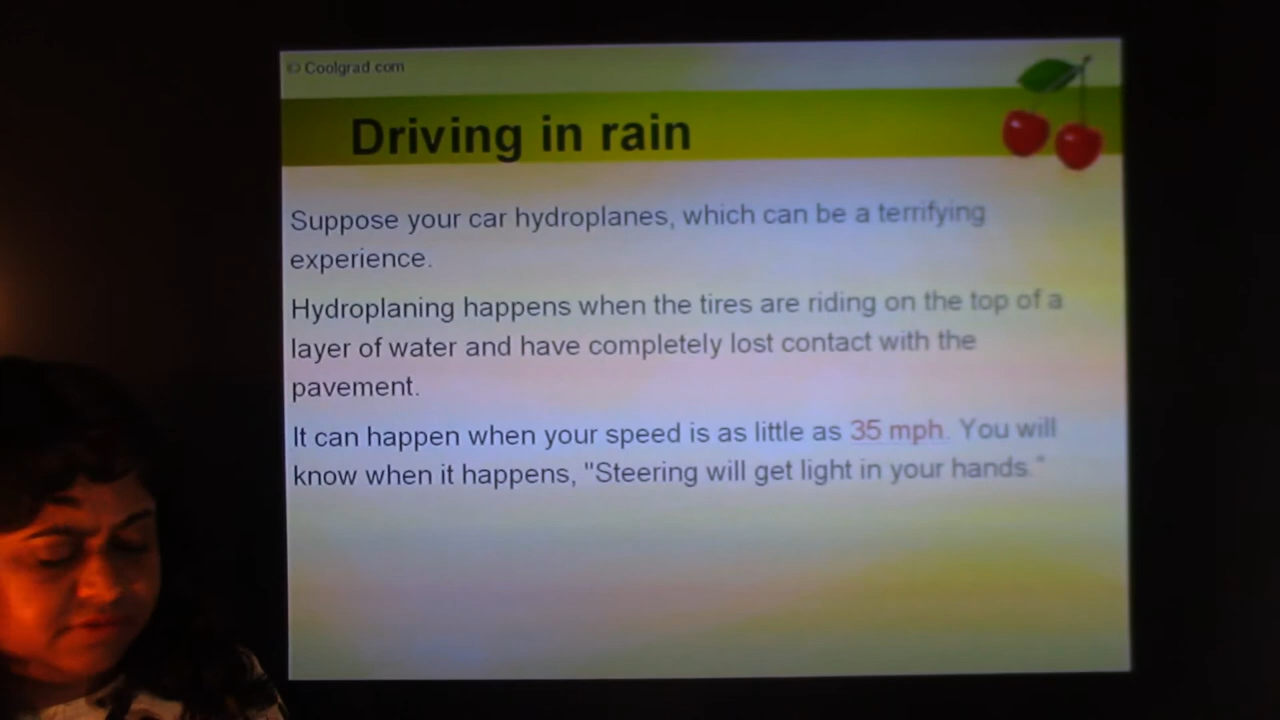 © Coolgrad.com
Driving in rain
Suppose your car hydroplanes, which can be a terrifying
experience.
Hydroplaning happens when the tires are riding on the top of a
layer of water and have completely lost contact with the
pavement.
It can happen when your speed is as little as 35 mph. You will
know when it happens, "Steering will get light in your hands."